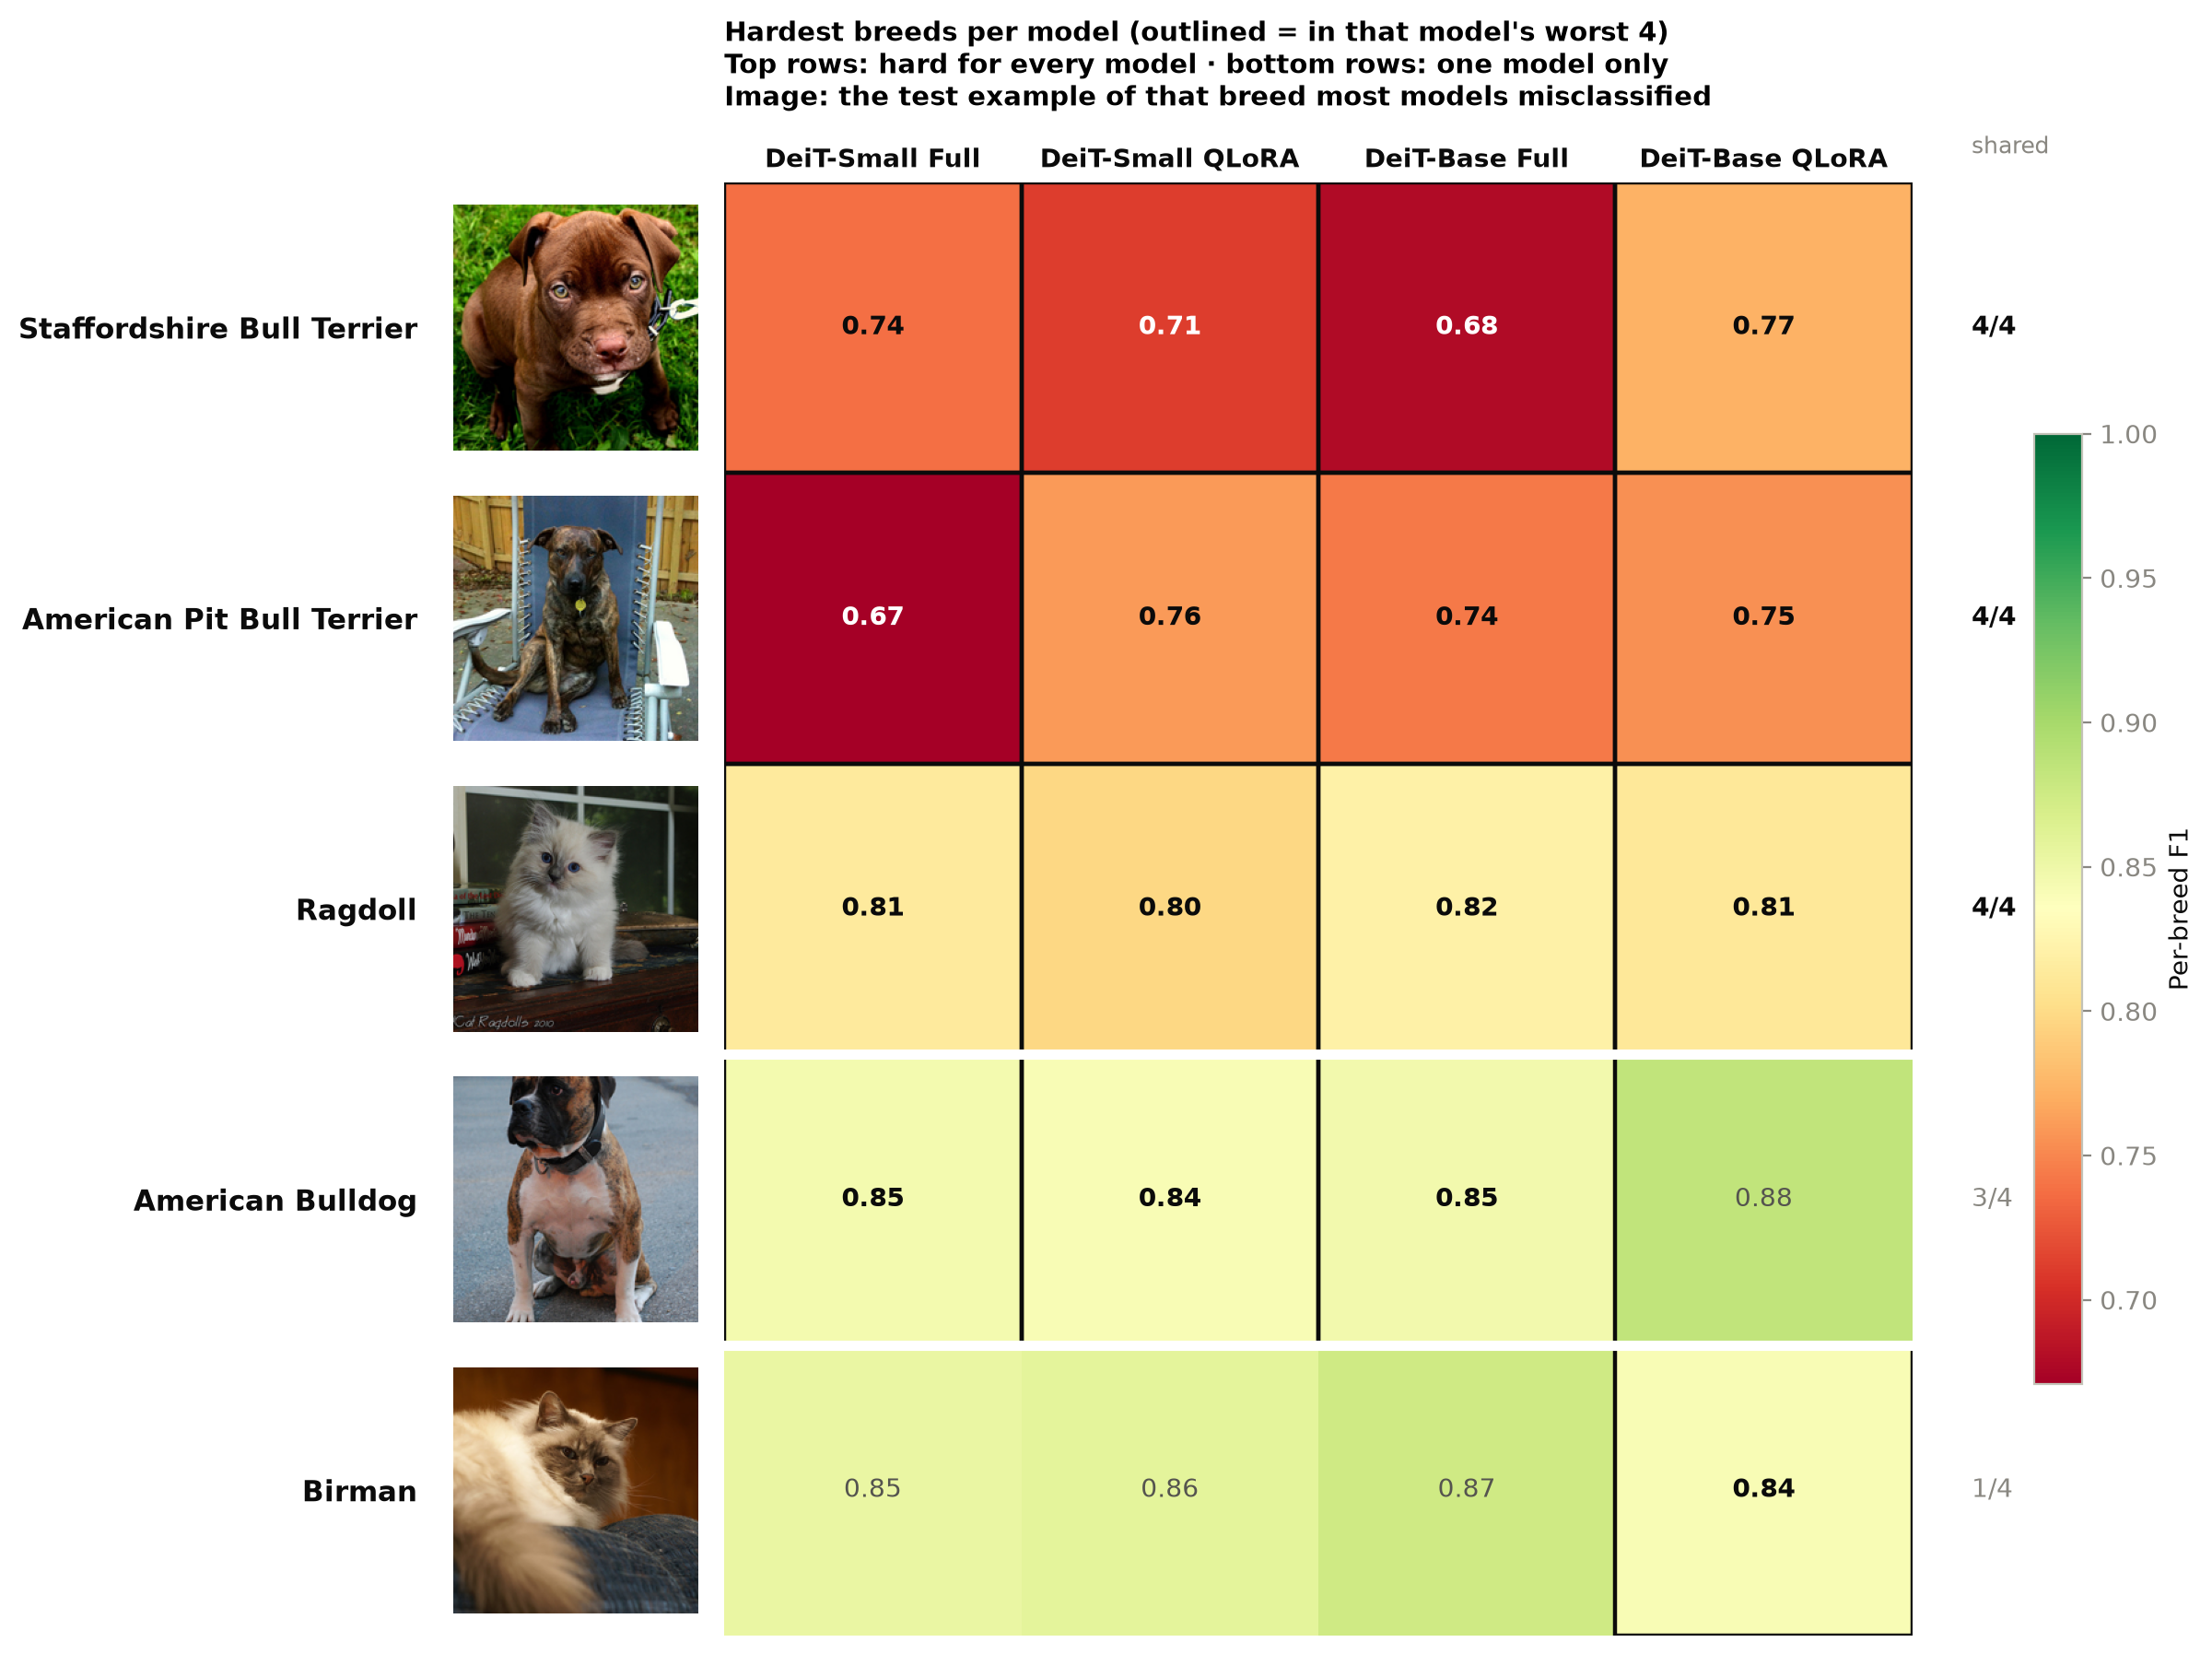 Hardest breeds per model (outlined = in that model's worst 4)
Top rows: hard for every model · bottom rows: one model only
Image: the test example of that breed most models misclassified
DeiT-Small Full DeiT-Small QLoRA DeiT-Base Full DeiT-Base QLoRA shared
Staffordshire Bull Terrier 0.74 0.71 0.68 0.77 4/4
American Pit Bull Terrier 0.67 0.76 0.74 0.75 4/4
Ragdoll 0.81 0.80 0.82 0.81 4/4
Cat Ragdolls 2010
American Bulldog 0.85 0.84 0.85 0.88 3/4
Birman 0.85 0.86 0.87 0.84 1/4
1.00
0.95
0.90
0.85
0.80
0.75
0.70
Per-breed F1